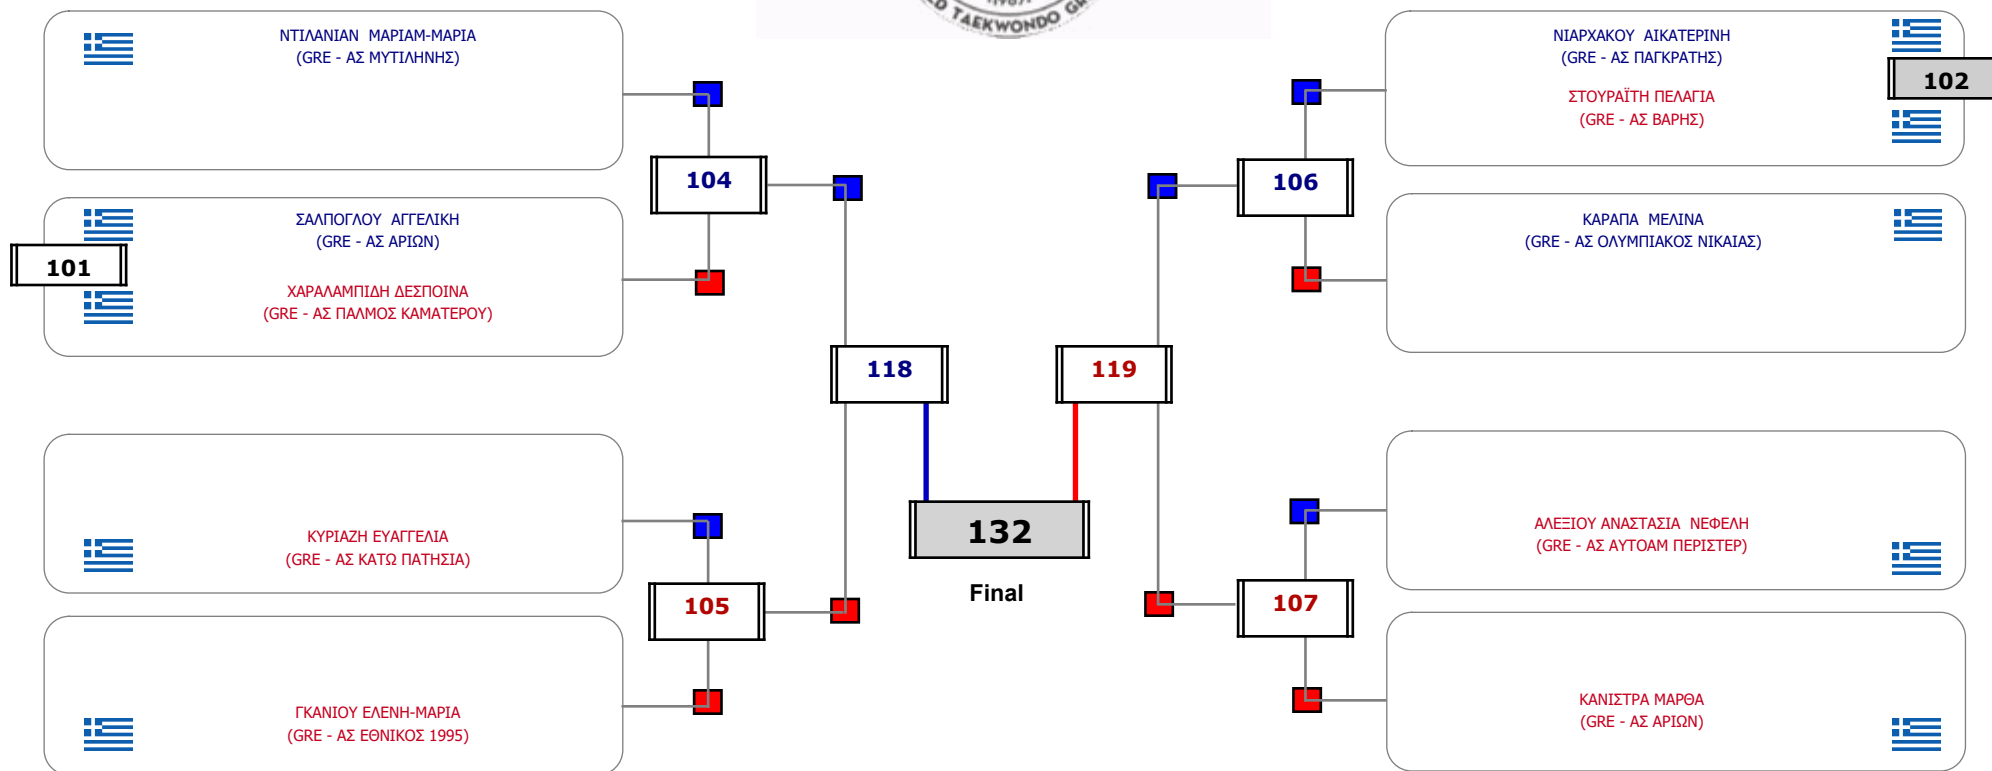 TAEKWONDO
ΝΤΙΛΑΝΙΑΝ ΜΑΡΙΑΜ-ΜΑΡΙΑ
(GRE - ΑΣ ΜΥΤΙΛΗΝΗΣ)
ΣΑΛΠΟΓΛΟΥ ΑΓΓΕΛΙΚΗ
(GRE - ΑΣ ΑΡΙΩΝ)
101
ΧΑΡΑΛΑΜΠΙΔΗ ΔΕΣΠΟΙΝΑ
(GRE - ΑΣ ΠΑΛΜΟΣ ΚΑΜΑΤΕΡΟΥ)
104
ΚΥΡΙΑΖΗ ΕΥΑΓΓΕΛΙΑ
(GRE - ΑΣ ΚΑΤΩ ΠΑΤΗΣΙΑ)
105
ΓΚΑΝΙΟΥ ΕΛΕΝΗ-ΜΑΡΙΑ
(GRE - ΑΣ ΕΘΝΙΚΟΣ 1995)
118
119
132
Final
ΝΙΑΡΧΑΚΟΥ ΑΙΚΑΤΕΡΙΝΗ
(GRE - ΑΣ ΠΑΓΚΡΑΤΗΣ)
102
ΣΤΟΥΡΑΪΤΗ ΠΕΛΑΓΙΑ
(GRE - ΑΣ ΒΑΡΗΣ)
106
ΚΑΡΑΠΑ ΜΕΛΙΝΑ
(GRE - ΑΣ ΟΛΥΜΠΙΑΚΟΣ ΝΙΚΑΙΑΣ)
ΑΛΕΞΙΟΥ ΑΝΑΣΤΑΣΙΑ ΝΕΦΕΛΗ
(GRE - ΑΣ ΑΥΤΟΑΜ ΠΕΡΙΣΤΕΡ)
107
ΚΑΝΙΣΤΡΑ ΜΑΡΘΑ
(GRE - ΑΣ ΑΡΙΩΝ)